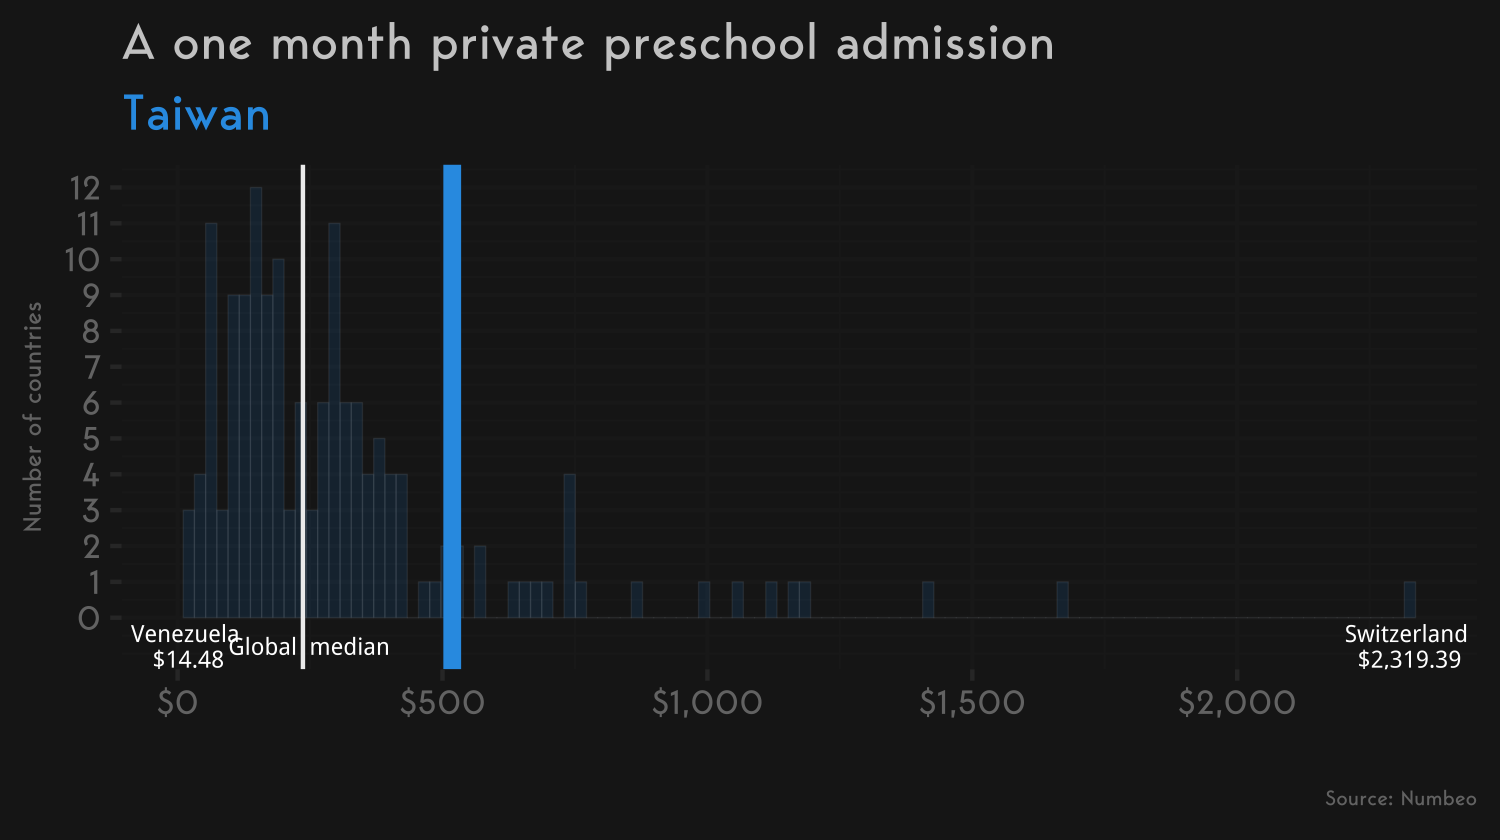 A one month private preschool admission
Taiwan
Number of countries
12
11
10
9
8
7
6
5
4
3
2
1
0
Venezuela
$14.48
Global median
Switzerland
$2,319.39
$0 $500 $1,000 $1,500 $2,000
Source: Numbeo